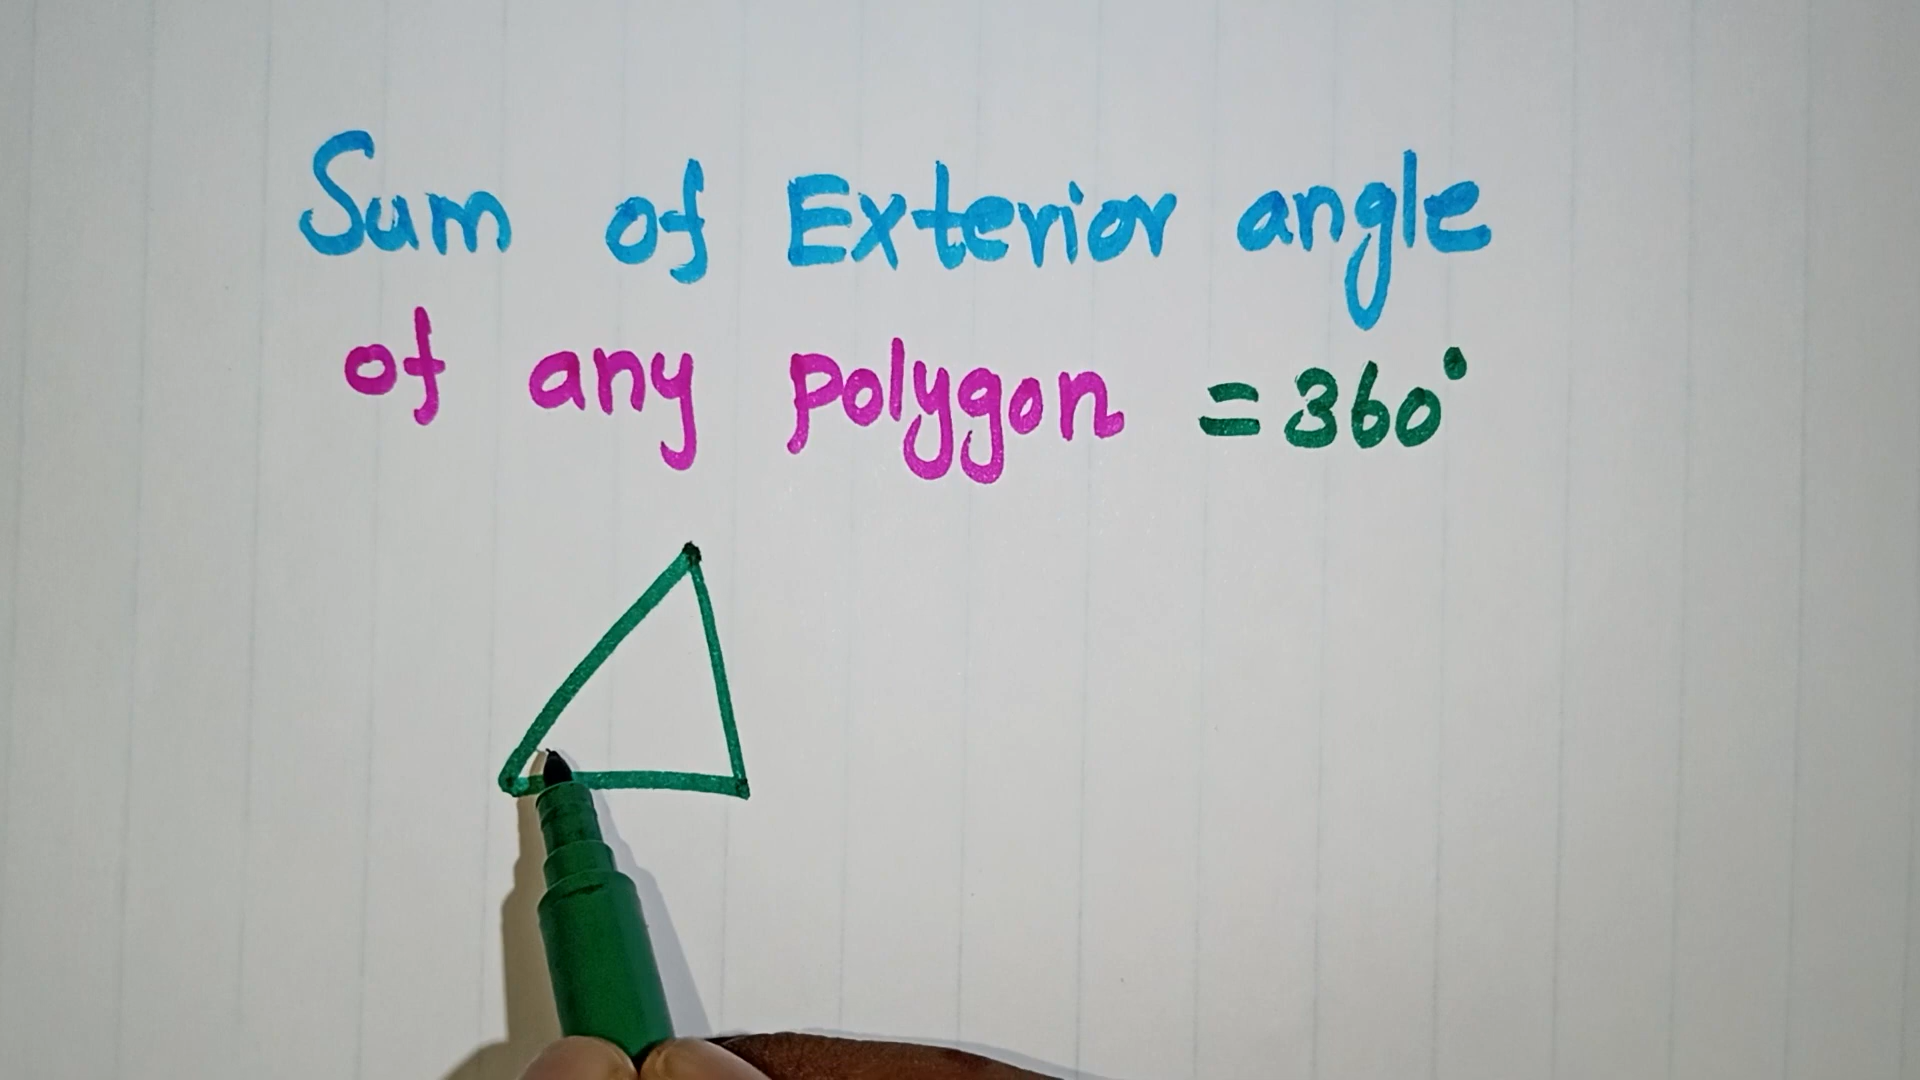 Sum of Exterior angle
of any polygon = 360°